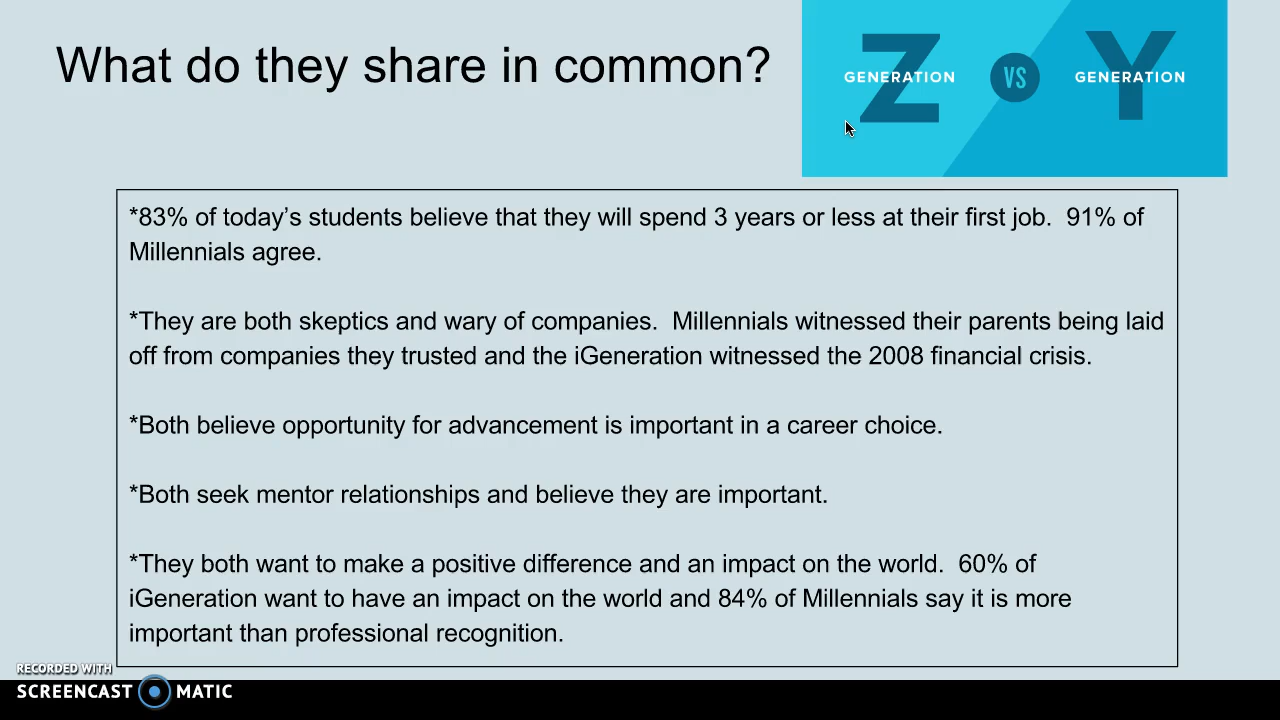 What do they share in common?
Z
GENERATION
VS
Y
GENERATION
*83% of today’s students believe that they will spend 3 years or less at their first job.  91% of
Millennials agree.
*They are both skeptics and wary of companies.  Millennials witnessed their parents being laid
off from companies they trusted and the iGeneration witnessed the 2008 financial crisis.
*Both believe opportunity for advancement is important in a career choice.
*Both seek mentor relationships and believe they are important.
*They both want to make a positive difference and an impact on the world.  60% of
iGeneration want to have an impact on the world and 84% of Millennials say it is more
important than professional recognition.
RECORDED WITH
SCREENCAST MATIC